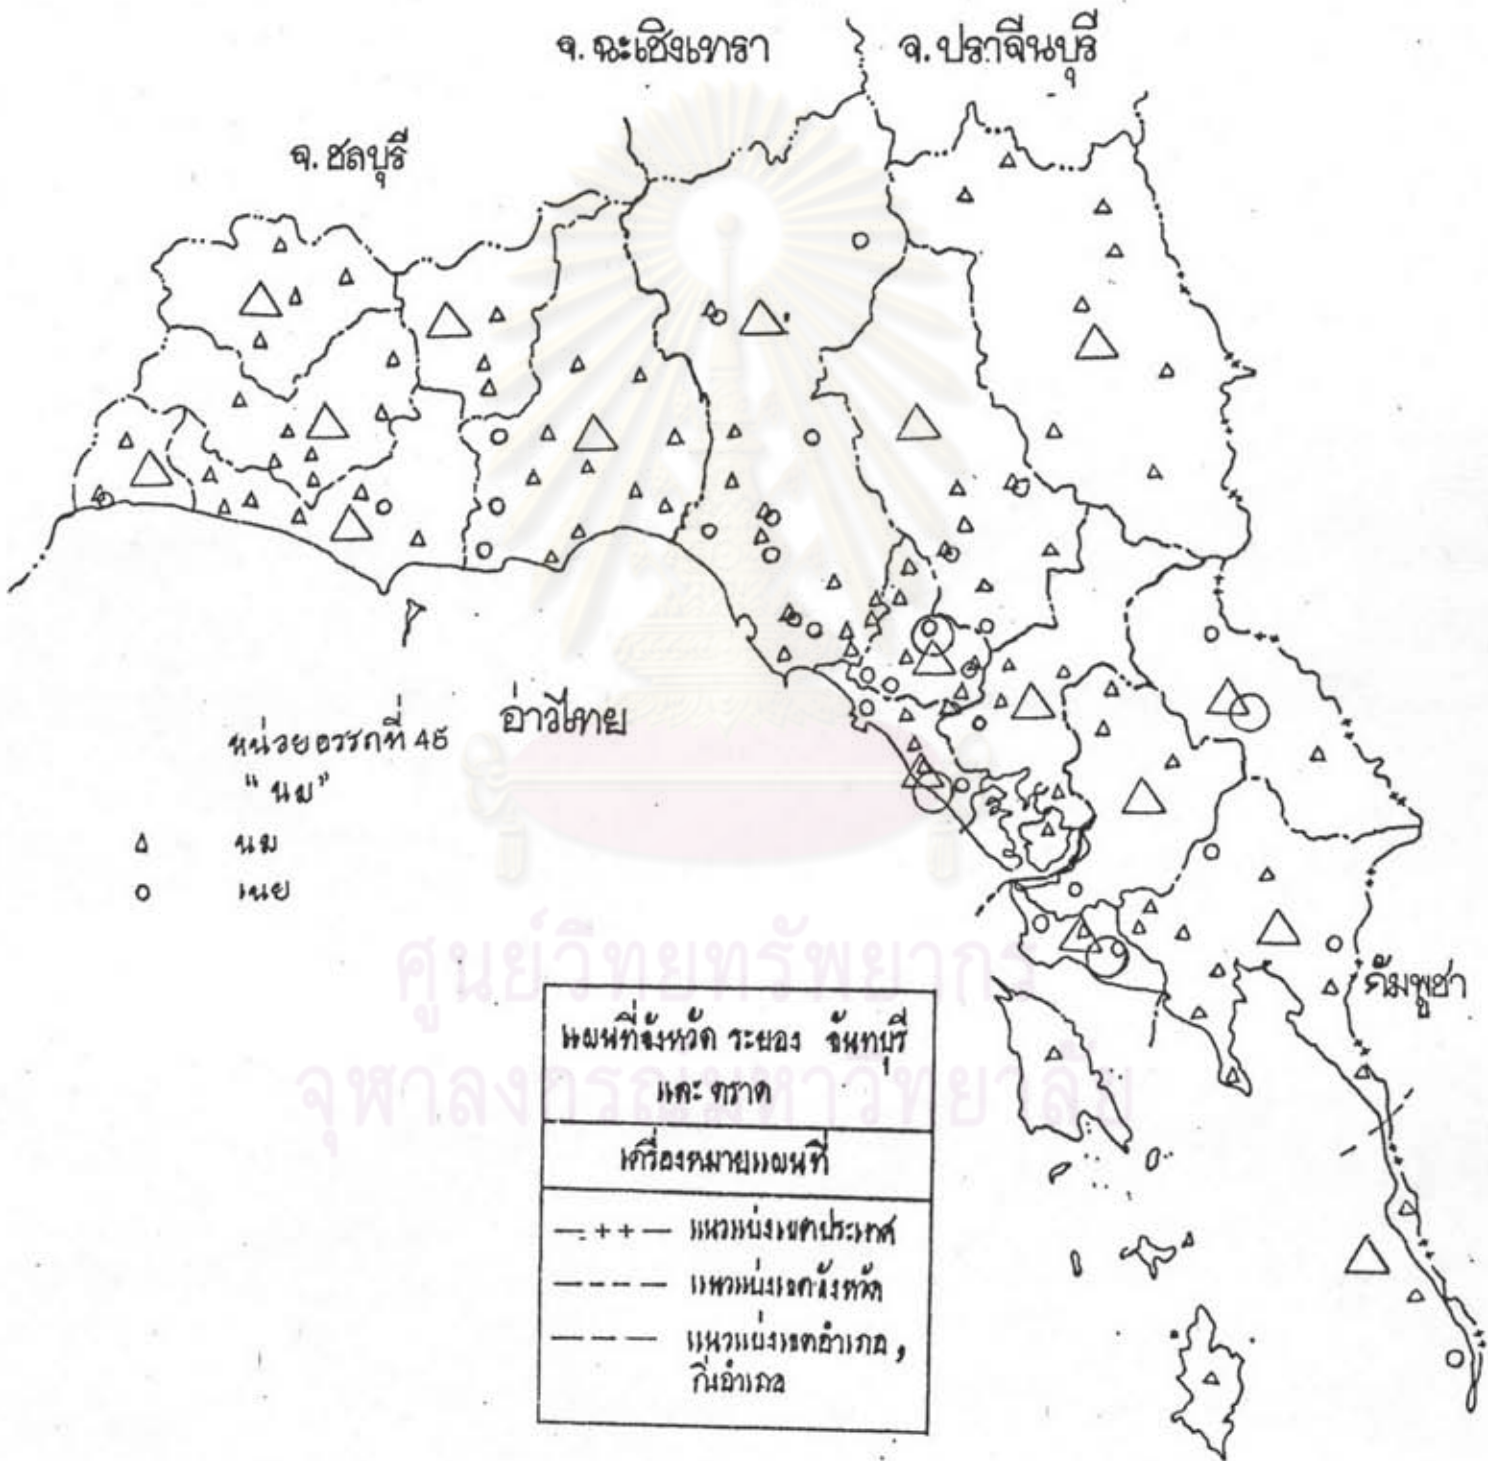 จ.ฉะเชิงเทรา
จ.ปราจีนบุรี
จ.ชลบุรี
อ่าวไทย
หน่วยอรรถที่ 45
"นม"
นม
เนย
คัมพูชา
ศูนย์วิทยทรัพยากร
จุฬาลงกรณ์มหาวิทยาลัย
แผนที่จังหวัด ระยอง จันทบุรี
และ ตราด
เครื่องหมายแผนที่
แนวแบ่งเขตประเทศ
แนวแบ่งเขตจังหวัด
แนวแบ่งเขตอำเภอ,
กิ่งอำเภอ